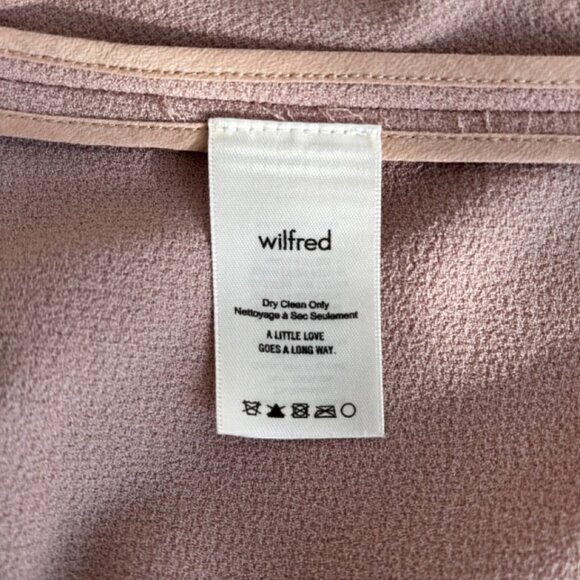 wilfred
Dry Clean Only
Nettoyage à Sec Seulement
A LITTLE LOVE
GOES A LONG WAY.